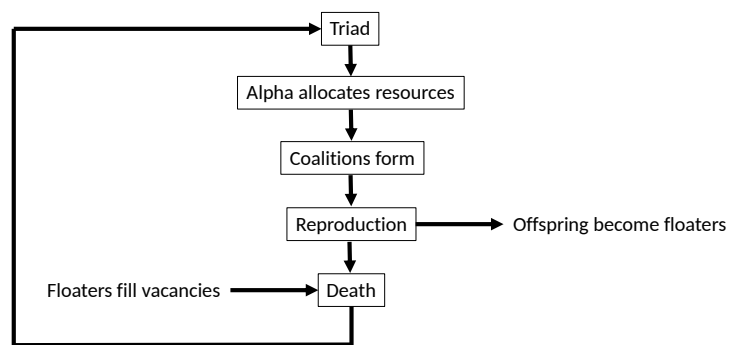 Triad
Alpha allocates resources
Coalitions form
Reproduction
Offspring become floaters
Floaters fill vacancies
Death